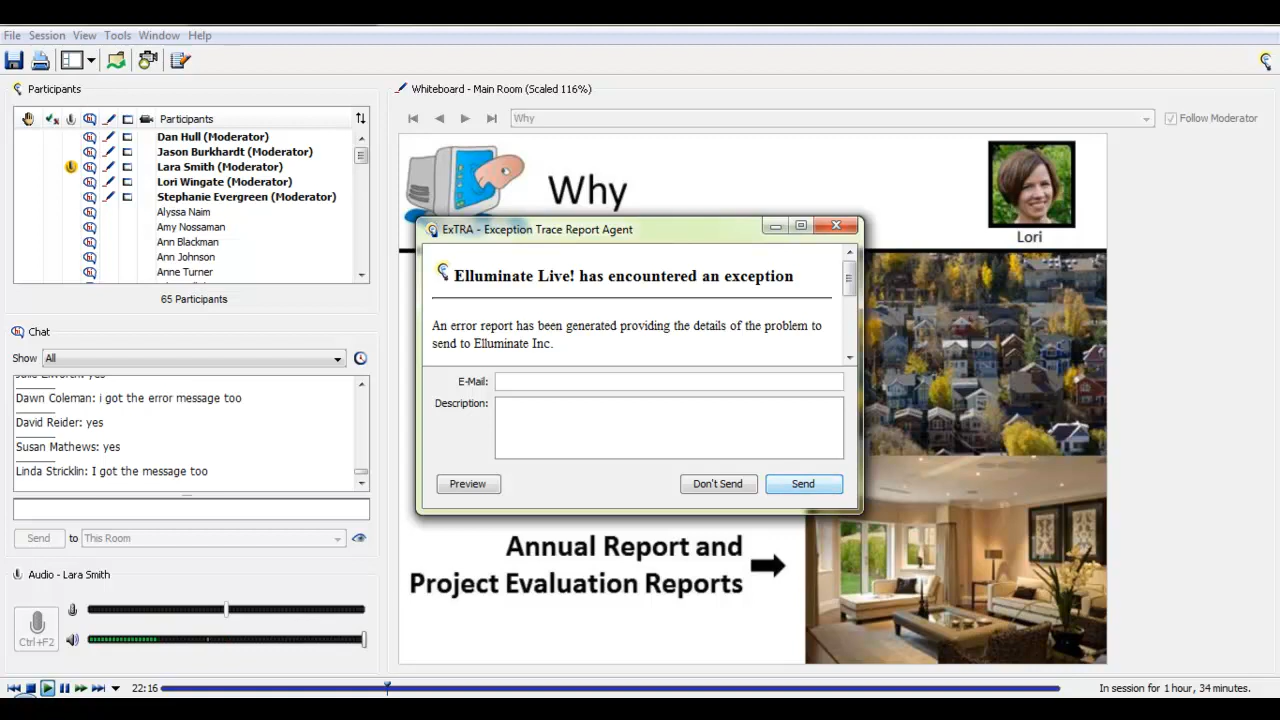 File Session View Tools Window Help
Participants
Participants
Dan Hull (Moderator)
Jason Burkhardt (Moderator)
Lara Smith (Moderator)
Lori Wingate (Moderator)
Stephanie Evergreen (Moderator)
Alyssa Naim
Amy Nossaman
Ann Blackman
Ann Johnson
Anne Turner
65 Participants
Chat
Show All
Dawn Coleman: i got the error message too
David Reider: yes
Susan Mathews: yes
Linda Stricklin: I got the message too
Send to This Room
Audio - Lara Smith
Ctrl+F2
Whiteboard - Main Room (Scaled 116%)
Why
Follow Moderator
Why
Lori
ExTRA - Exception Trace Report Agent
Elluminate Live! has encountered an exception
An error report has been generated providing the details of the problem to
send to Elluminate Inc.
E-Mail:
Description:
Preview Don't Send Send
Annual Report and
Project Evaluation Reports
22:16
In session for 1 hour, 34 minutes.